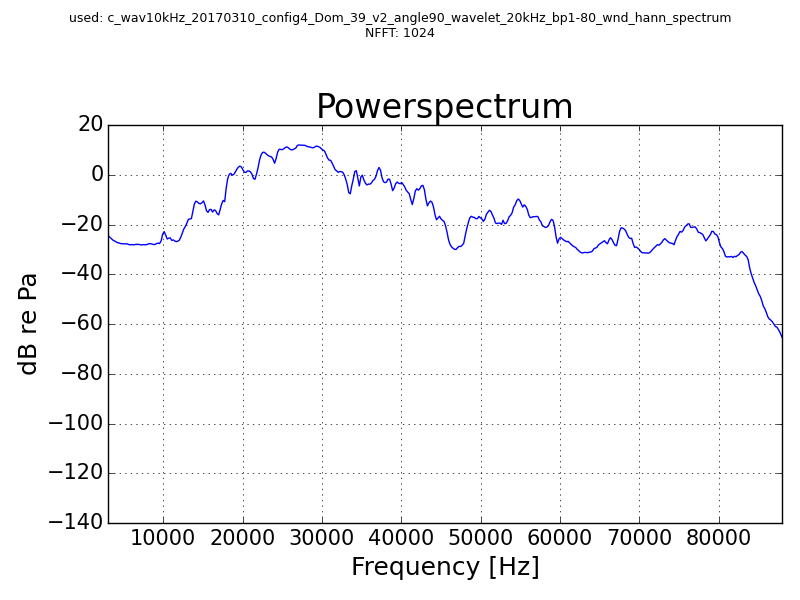 used: c_wav10kHz_20170310_config4_Dom_39_v2_angle90_wavelet_20kHz_bp1-80_wnd_hann_spectrum
NFFT: 1024
Powerspectrum
20
0
−20
−40
−60
−80
−100
−120
−140
dB re Pa
10000 20000 30000 40000 50000 60000 70000 80000
Frequency [Hz]